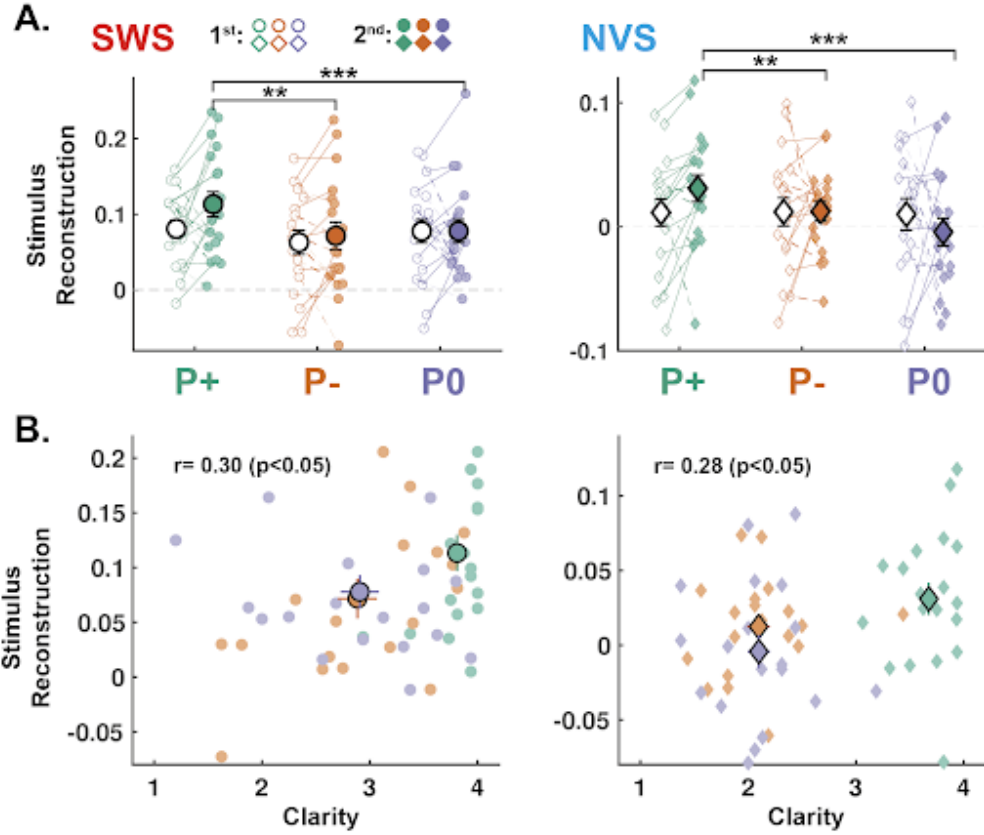 A.
SWS 1st: 2nd: NVS
*** ***
** **
Stimulus Reconstruction
0.2
0.1
0
0.1
0
-0.1
P+ P- P0 P+ P- P0
B.
r= 0.30 (p<0.05) r= 0.28 (p<0.05)
Stimulus Reconstruction
0.2
0.15
0.1
0.05
0
-0.05
0.1
0.05
0
-0.05
1 2 3 4 1 2 3 4
Clarity Clarity